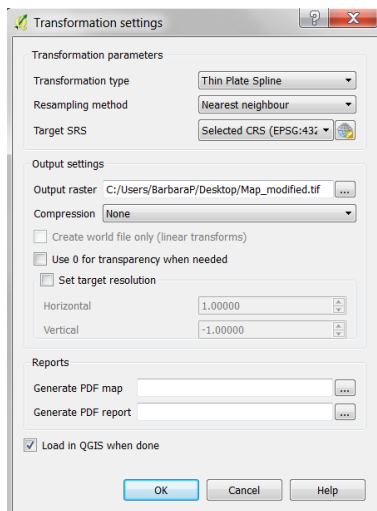 Transformation settings
Transformation parameters
Transformation type Thin Plate Spline
Resampling method Nearest neighbour
Target SRS Selected CRS (EPSG:432
Output settings
Output raster C:/Users/BarbaraP/Desktop/Map_modified.tif ...
Compression None
Create world file only (linear transforms)
Use 0 for transparency when needed
Set target resolution
Horizontal 1.00000
Vertical -1.00000
Reports
Generate PDF map ...
Generate PDF report ...
Load in QGIS when done
OK Cancel Help